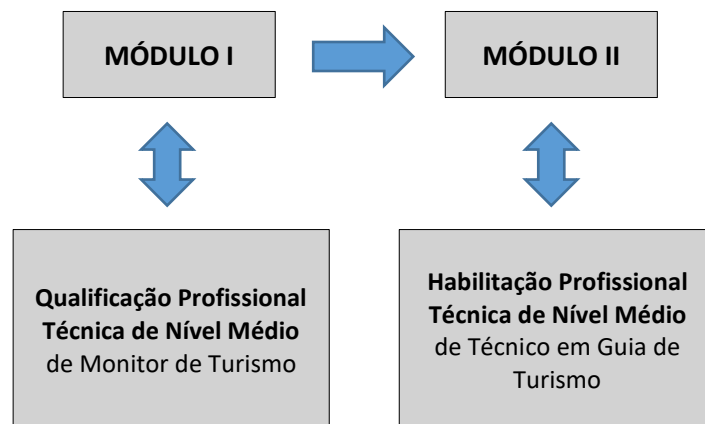 MÓDULO I
MÓDULO II
Qualificação Profissional
Técnica de Nível Médio
de Monitor de Turismo
Habilitação Profissional
Técnica de Nível Médio
de Técnico em Guia de
Turismo